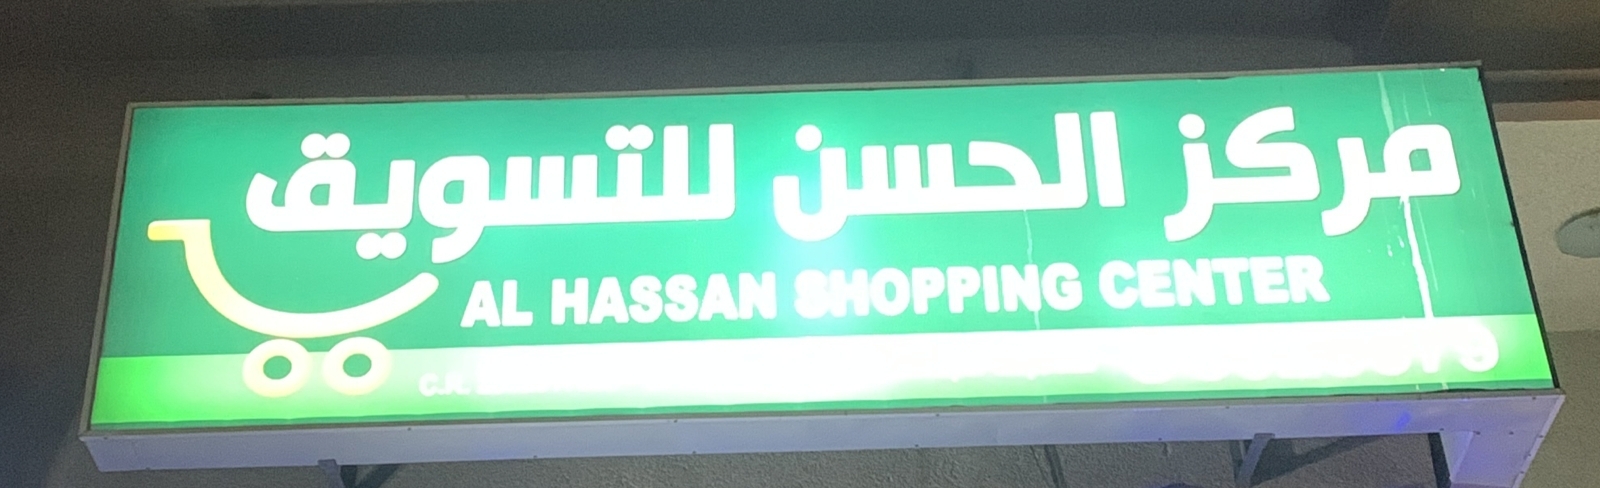 مركز الحسن للتسويق
AL HASSAN SHOPPING CENTER
C.R.